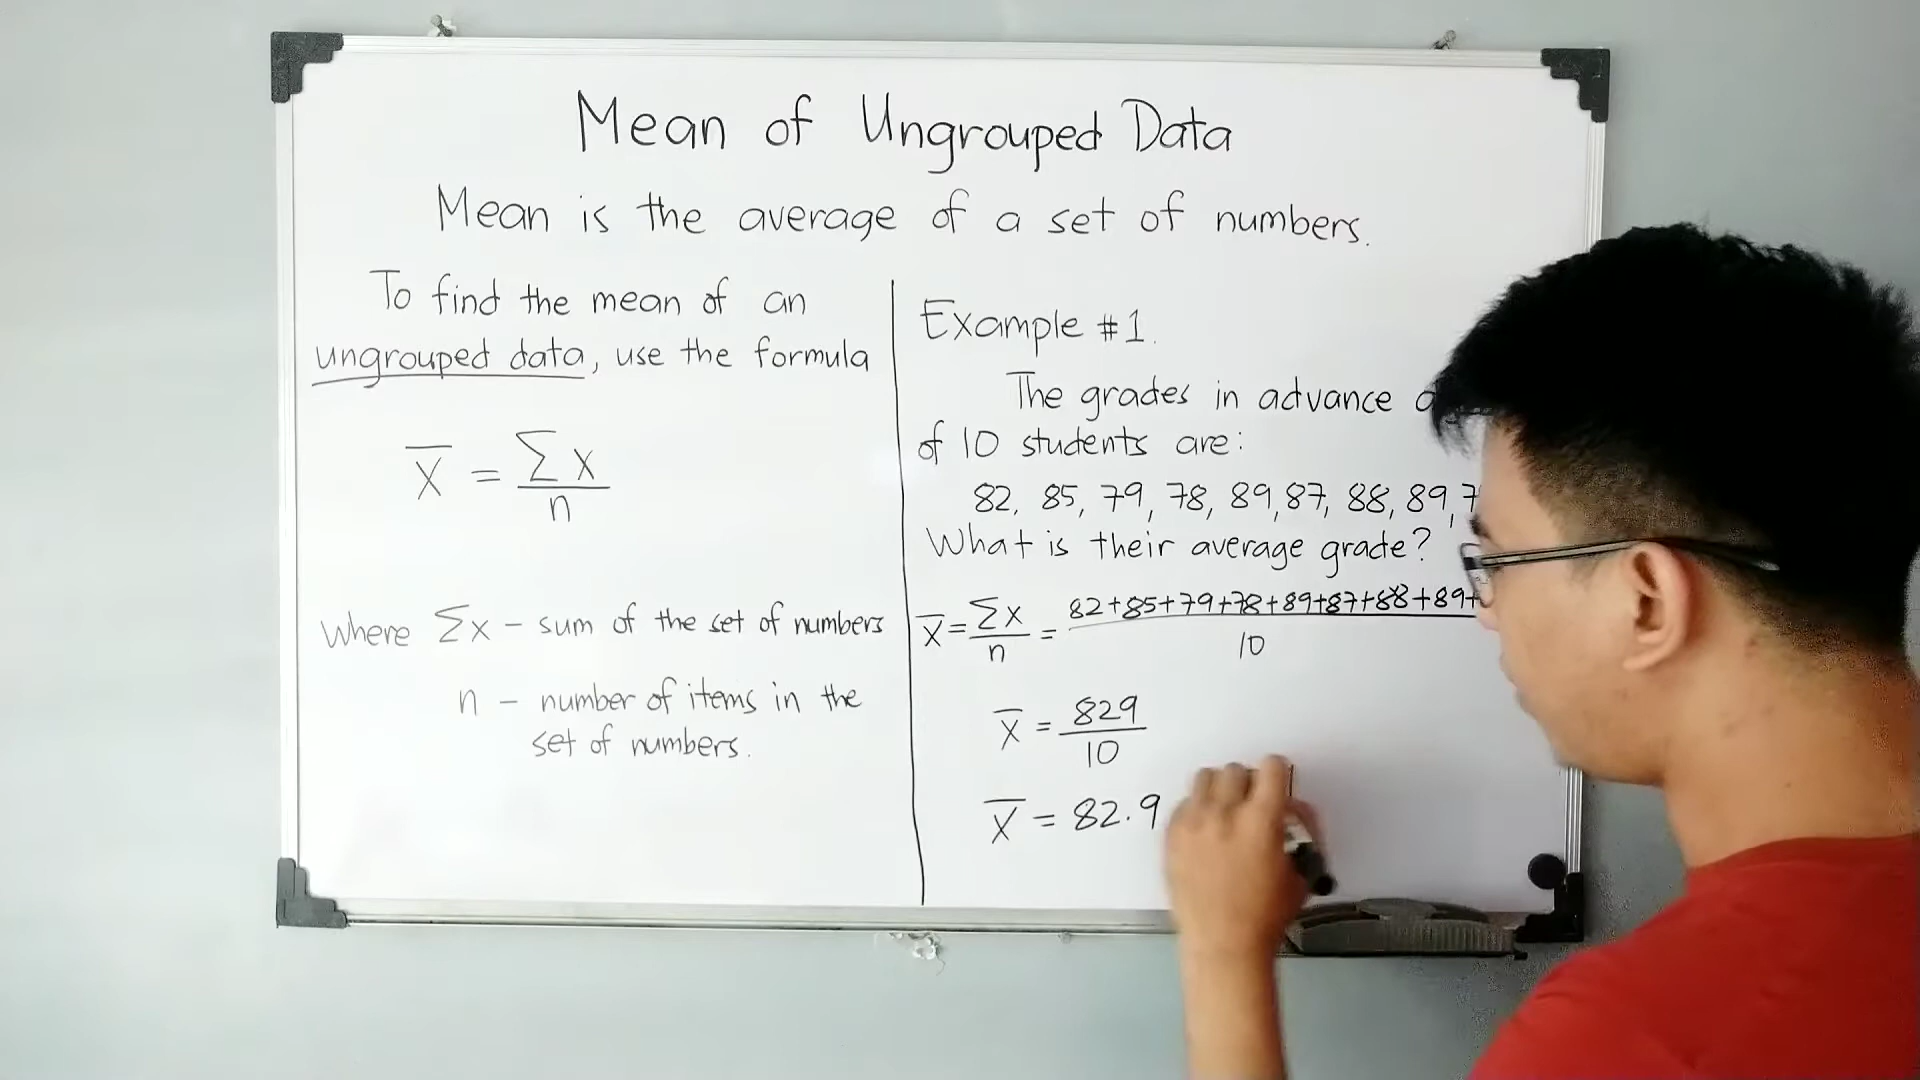 Mean of Ungrouped Data
Mean is the average of a set of numbers.
To find the mean of an
ungrouped data, use the formula
x̄ = Σx / n
Where Σx - sum of the set of numbers
n - number of items in the
set of numbers.
Example #1.
The grades in advance
of 10 students are:
82, 85, 79, 78, 89, 87, 88, 89, 7
What is their average grade?
x̄ = Σx / n = 82+85+79+78+89+87+88+89+ / 10
x̄ = 829 / 10
x̄ = 82.9